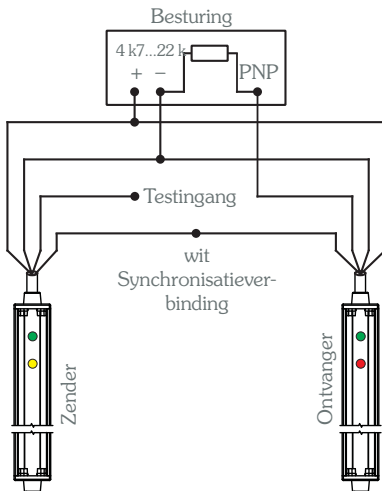 Besturing
4 k7...22 k
+ −
PNP
Testingang
wit
Synchronisatiever-
binding
Zender
Ontvanger